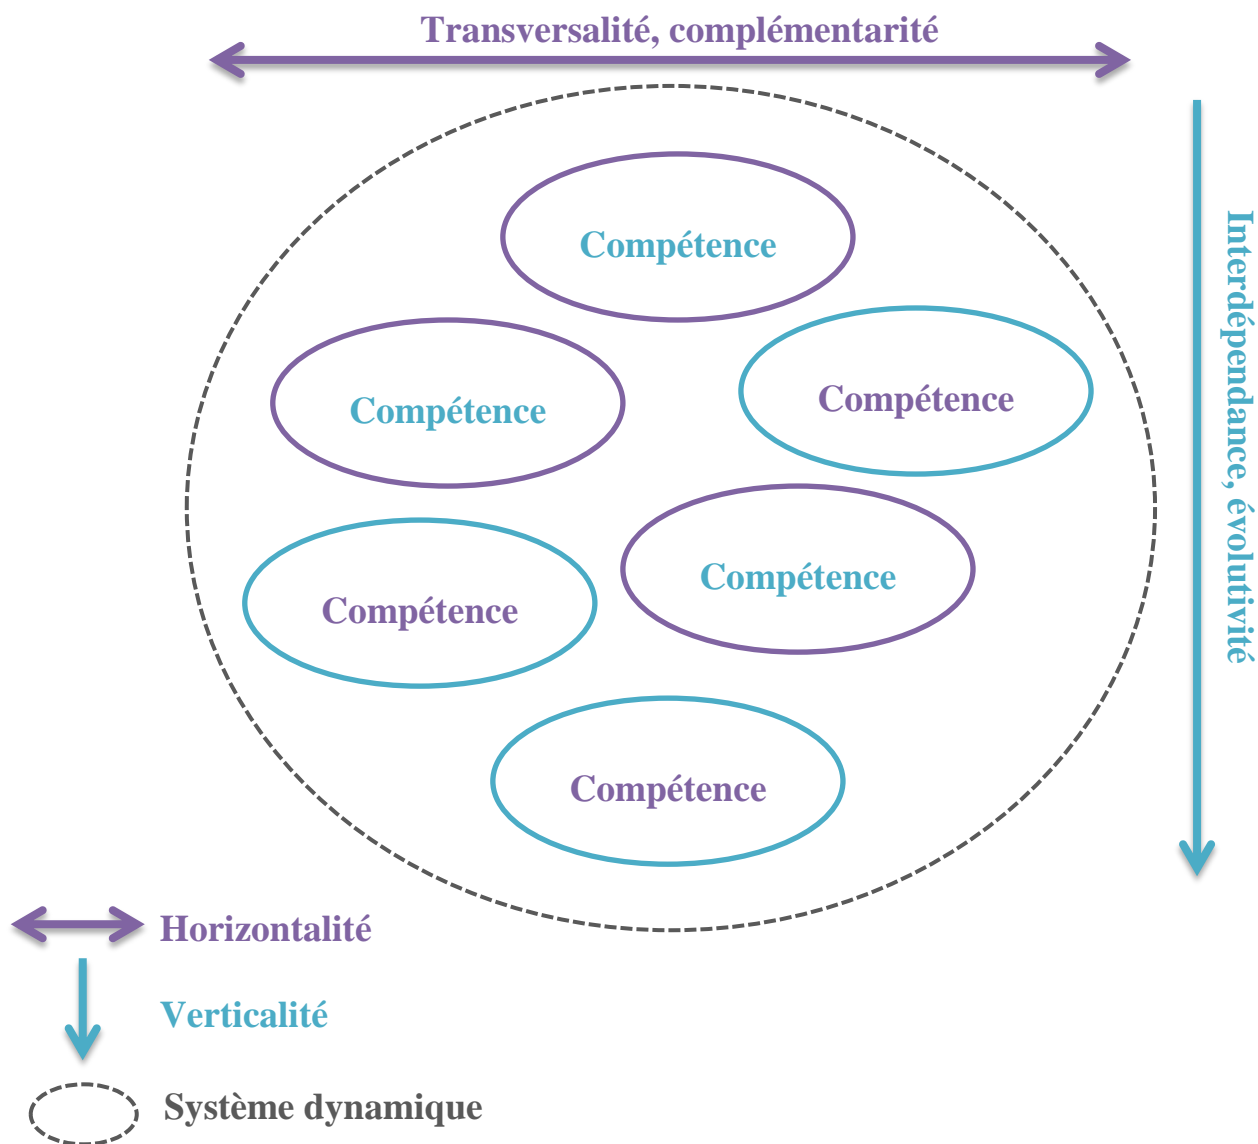 Transversalité, complémentarité
Compétence
Compétence
Compétence
Compétence
Compétence
Compétence
Interdépendance, évolutivité
Horizontalité
Verticalité
Système dynamique